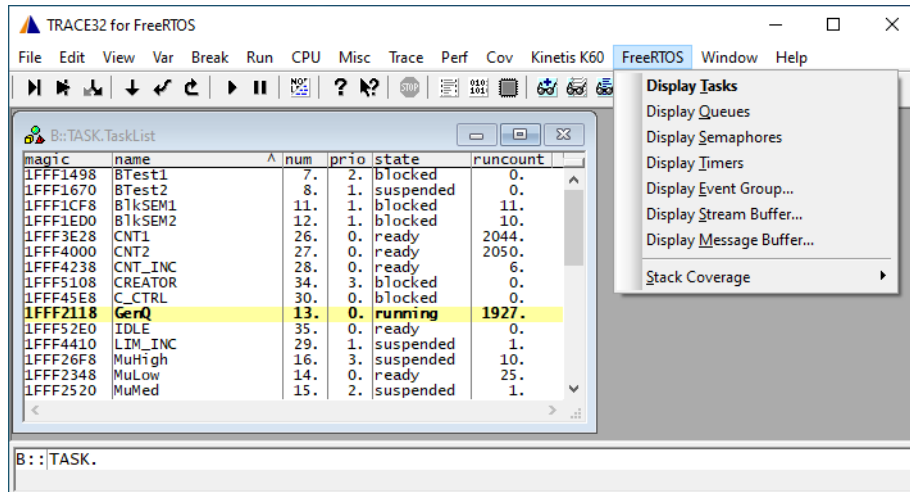 TRACE32 for FreeRTOS
File Edit View Var Break Run CPU Misc Trace Perf Cov Kinetis K60 FreeRTOS Window Help
Display Tasks
Display Queues
Display Semaphores
Display Timers
Display Event Group...
Display Stream Buffer...
Display Message Buffer...
Stack Coverage
B::TASK.TaskList
magic name num prio state runcount
1FFF1498 BTest1 7. 2. blocked 0.
1FFF1670 BTest2 8. 1. suspended 0.
1FFF1CF8 BlkSEM1 11. 1. blocked 11.
1FFF1ED0 BlkSEM2 12. 1. blocked 10.
1FFF3E28 CNT1 26. 0. ready 2044.
1FFF4000 CNT2 27. 0. ready 2050.
1FFF4238 CNT_INC 28. 0. ready 6.
1FFF5108 CREATOR 34. 3. blocked 0.
1FFF45E8 C_CTRL 30. 0. blocked 0.
1FFF2118 GenQ 13. 0. running 1927.
1FFF52E0 IDLE 35. 0. ready 0.
1FFF4410 LIM_INC 29. 1. suspended 1.
1FFF26F8 MuHigh 16. 3. suspended 10.
1FFF2348 MuLow 14. 0. ready 25.
1FFF2520 MuMed 15. 2. suspended 1.
B::TASK.